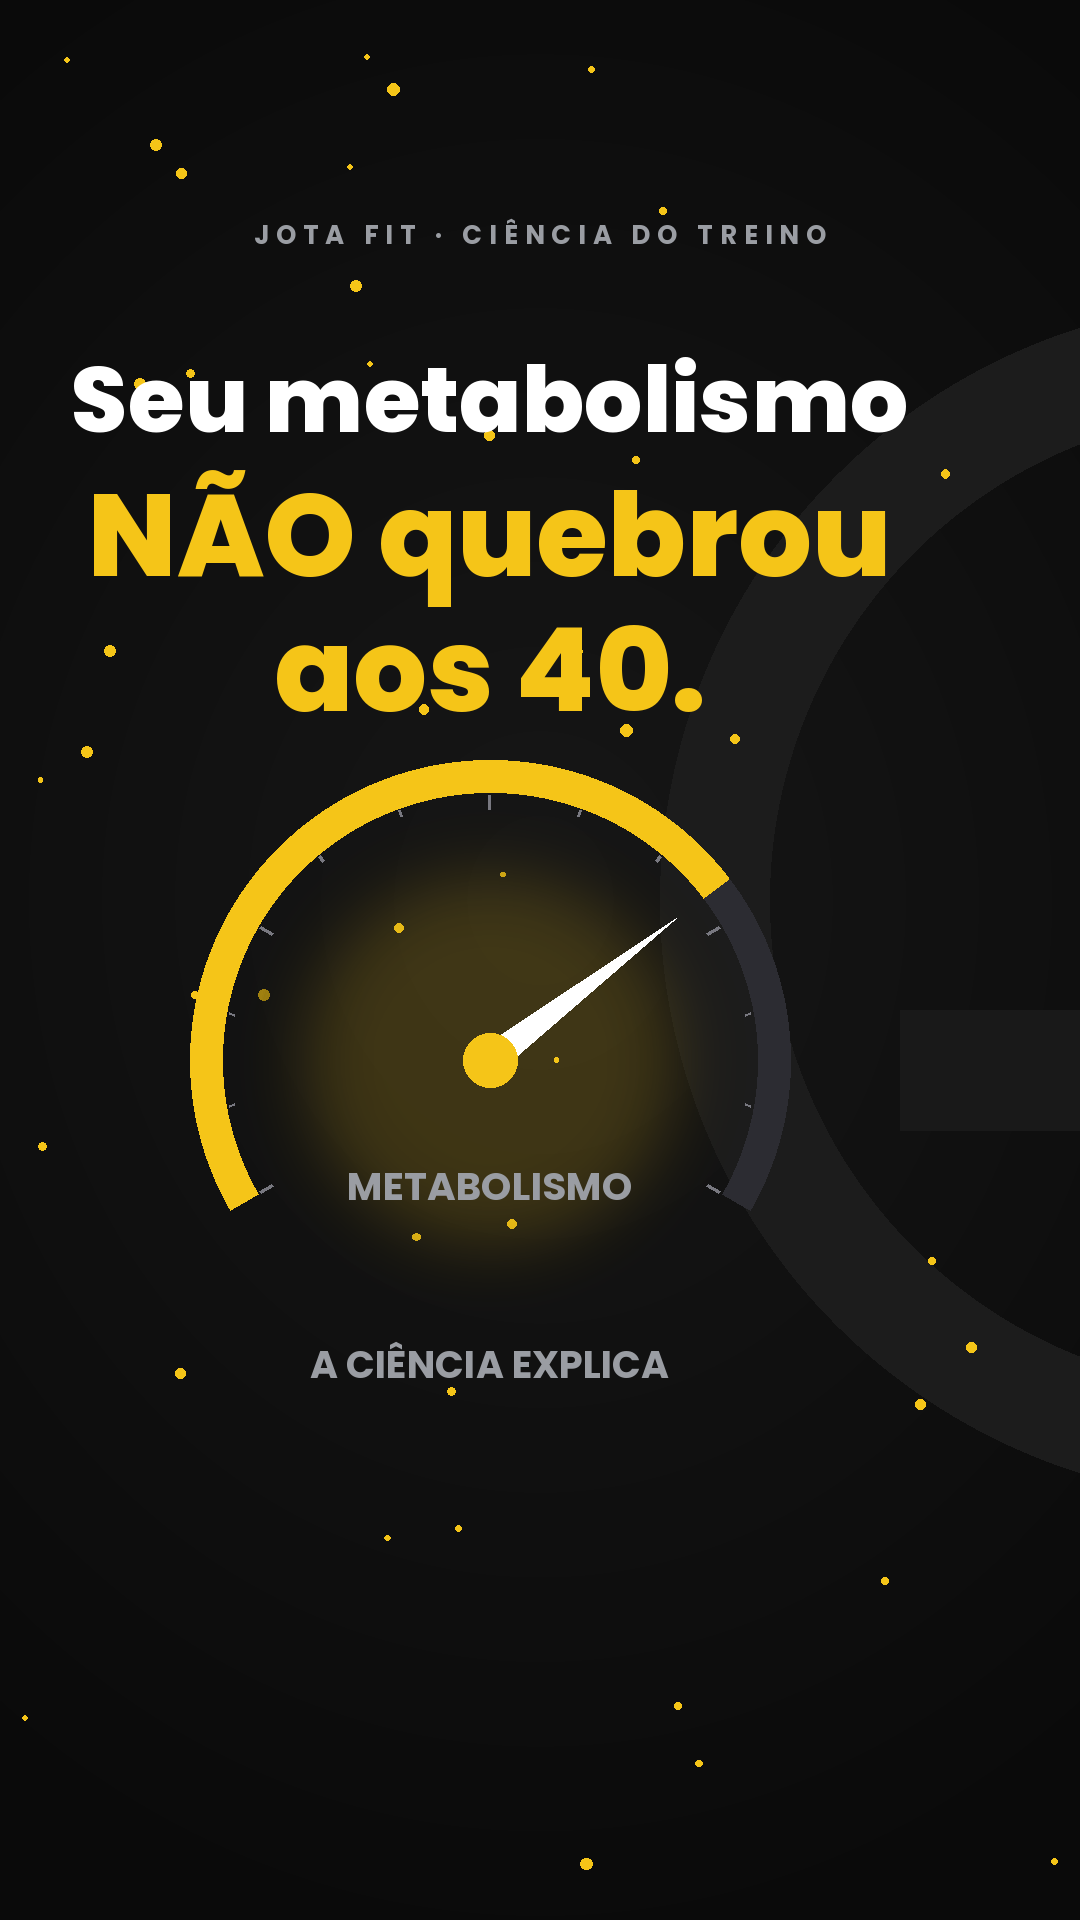 JOTA FIT · CIÊNCIA DO TREINO
Seu metabolismo
NÃO quebrou
aos 40.
METABOLISMO
A CIÊNCIA EXPLICA